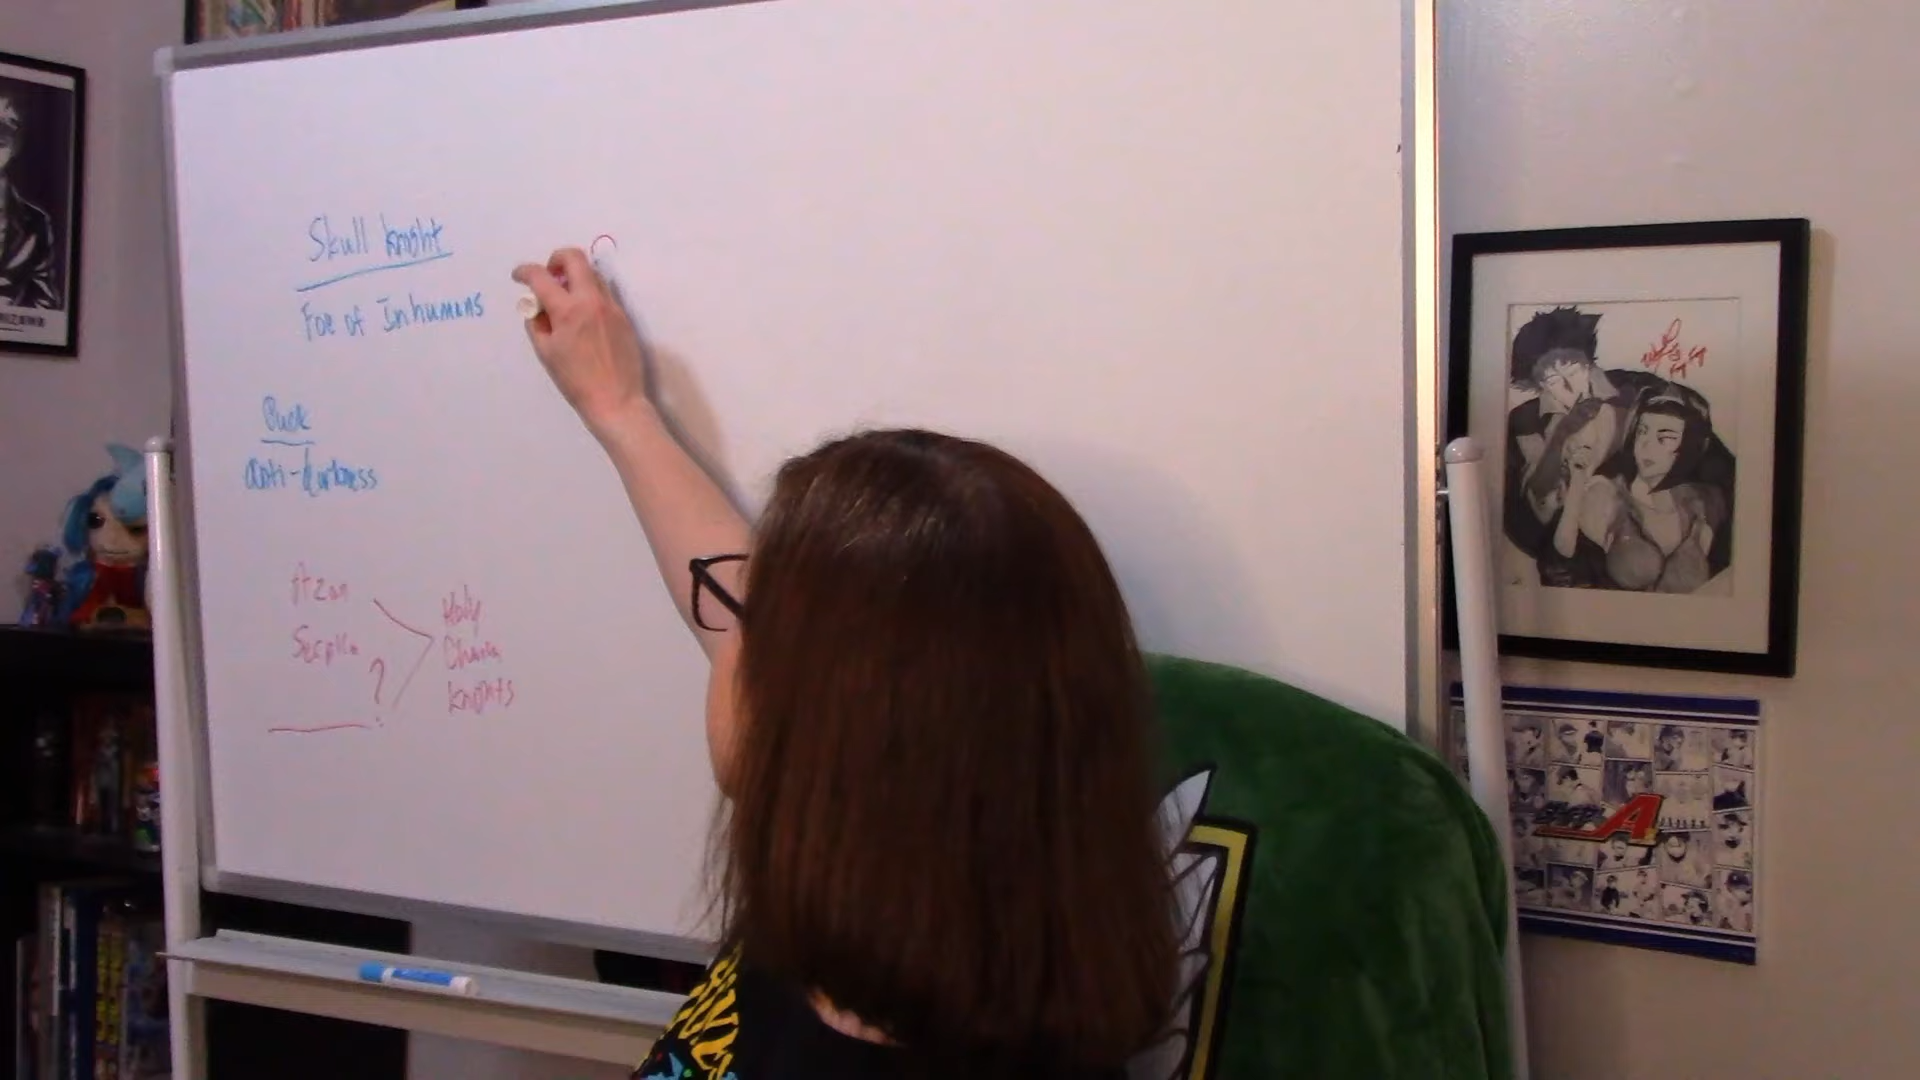 Skull knight
Foe of Inhumans
Puck
anti-darkness
Azan
Serpico
?
Holy
Chain
knights
A